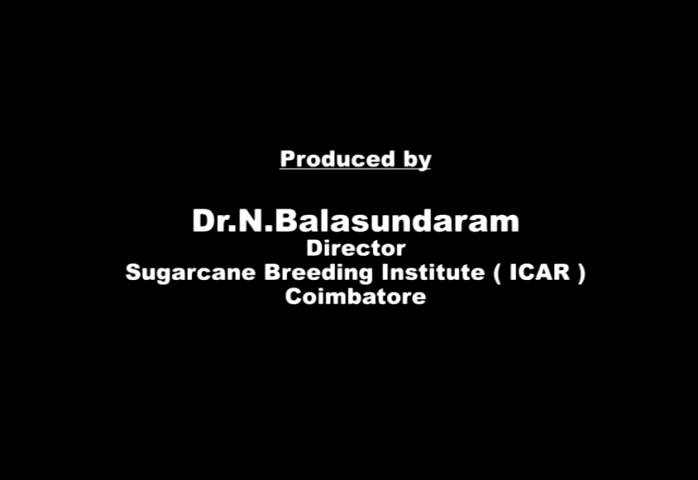 Produced by
Dr.N.Balasundaram
Director
Sugarcane Breeding Institute ( ICAR )
Coimbatore